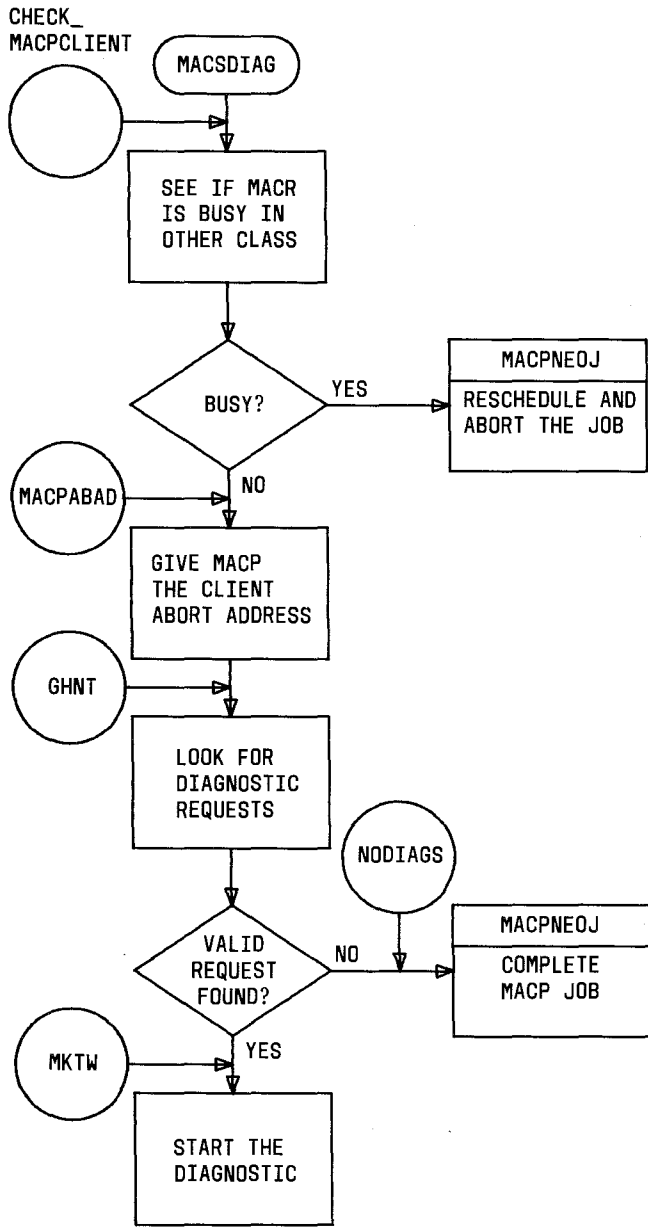 CHECK_
MACPCLIENT
MACSDIAG
SEE IF MACR
IS BUSY IN
OTHER CLASS
BUSY?
YES
MACPNEOJ
RESCHEDULE AND
ABORT THE JOB
NO
MACPABAD
GIVE MACP
THE CLIENT
ABORT ADDRESS
GHNT
LOOK FOR
DIAGNOSTIC
REQUESTS
NODIAGS
VALID
REQUEST
FOUND?
NO
MACPNEOJ
COMPLETE
MACP JOB
YES
MKTW
START THE
DIAGNOSTIC